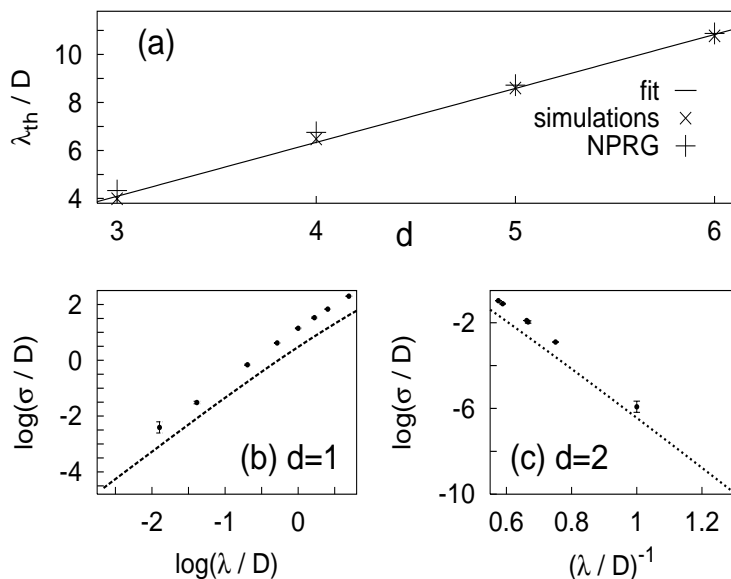 (a)
λth / D
10
8
6
4
fit
simulations
NPRG
3 4 d 5 6
log(σ / D)
2
0
-2
-4
(b) d=1
-2 -1 0
log(λ / D)
log(σ / D)
-2
-6
-10
(c) d=2
0.6 0.8 1 1.2
(λ / D)-1